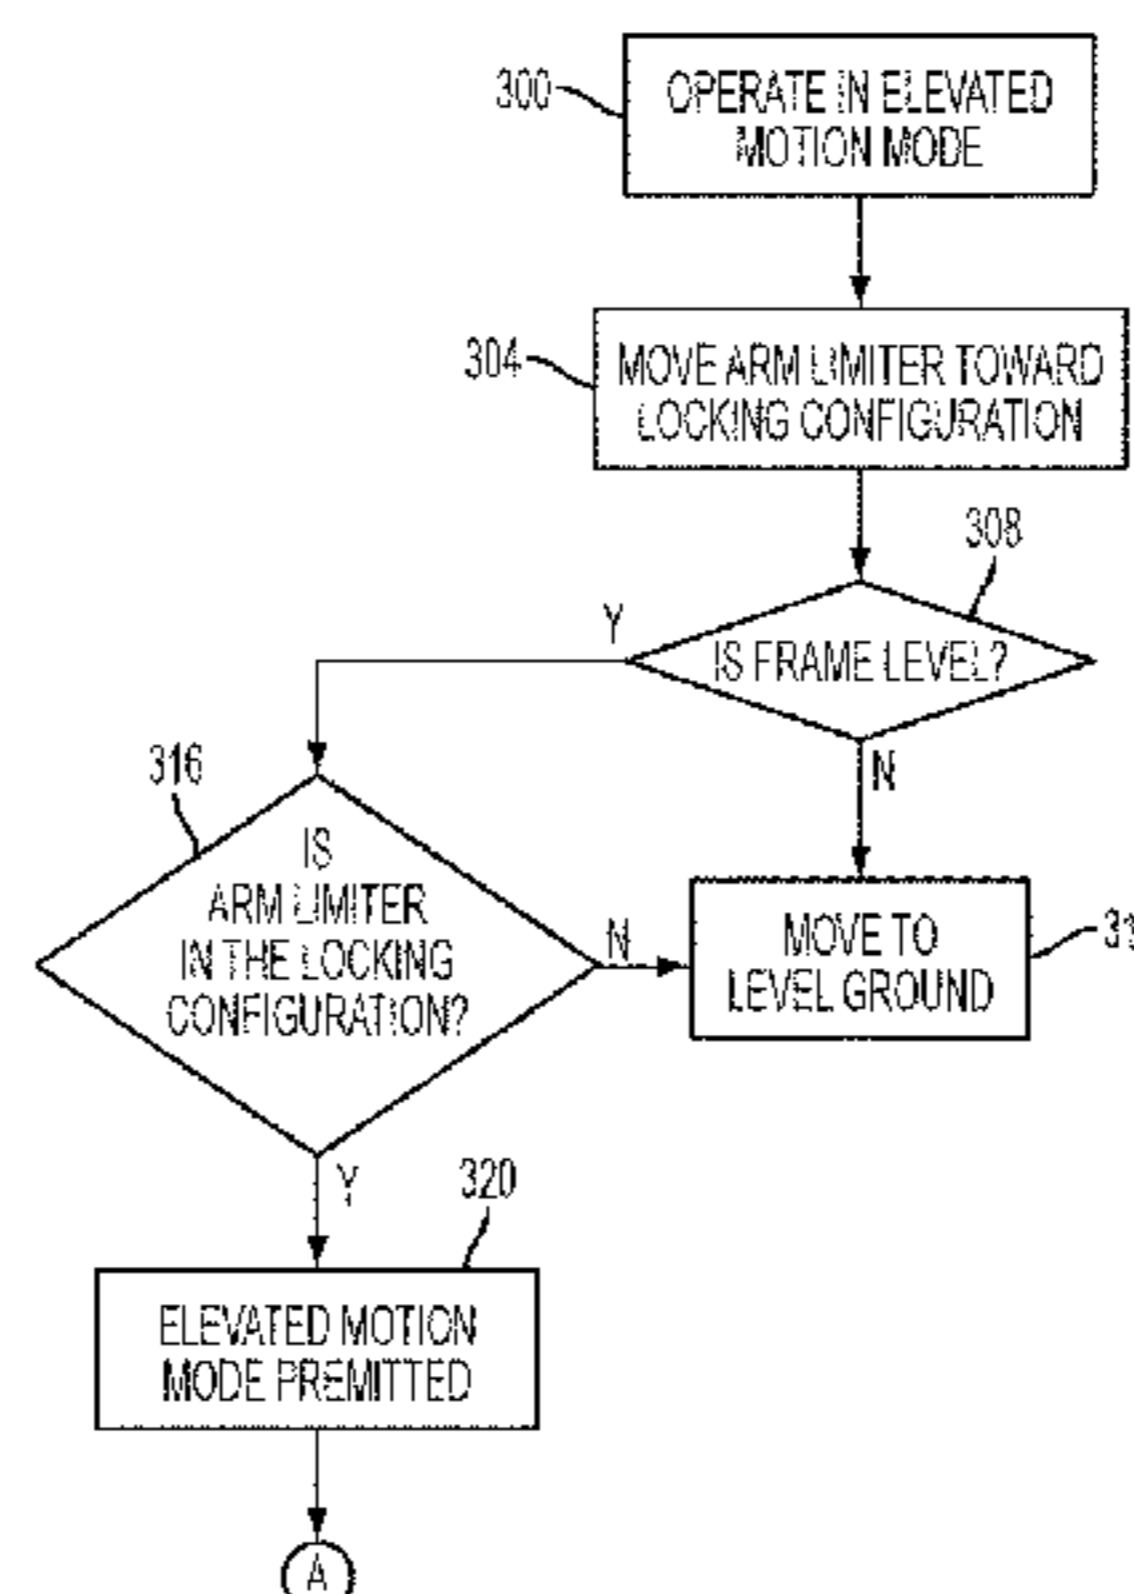 300
OPERATE IN ELEVATED
MOTION MODE
304
MOVE ARM LIMITER TOWARD
LOCKING CONFIGURATION
308
IS FRAME LEVEL?
Y
N
316
IS
ARM LIMITER
IN THE LOCKING
CONFIGURATION?
N
MOVE TO
LEVEL GROUND
Y
320
ELEVATED MOTION
MODE PREMITTED
A